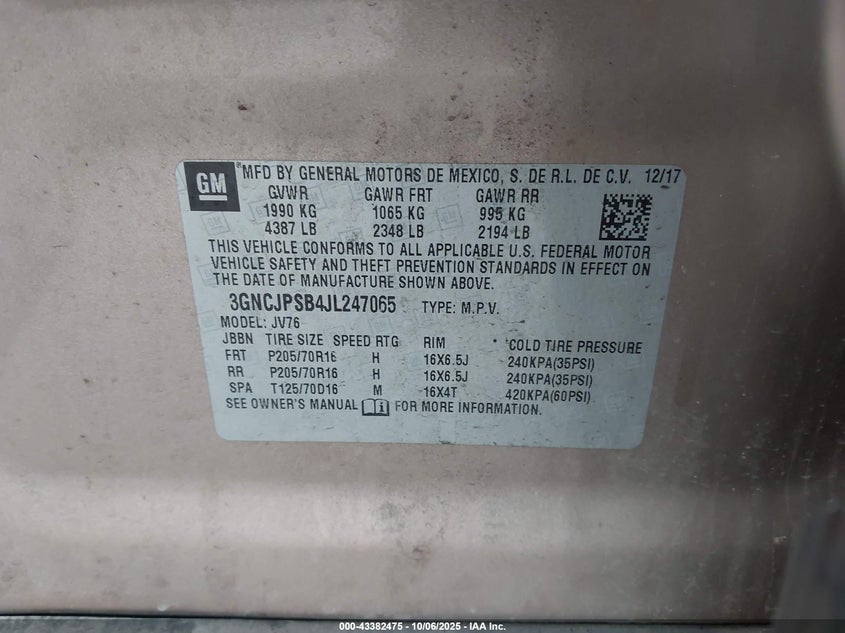 GM ® MFD BY GENERAL MOTORS DE MEXICO, S. DE R.L. DE C.V. 12/17
GVWR GAWR FRT GAWR RR
1990 KG 1065 KG 995 KG
4387 LB 2348 LB 2194 LB
THIS VEHICLE CONFORMS TO ALL APPLICABLE U.S. FEDERAL MOTOR
VEHICLE SAFETY AND THEFT PREVENTION STANDARDS IN EFFECT ON
THE DATE OF MANUFACTURE SHOWN ABOVE.
3GNCJPSB4JL247065 TYPE: M.P.V.
MODEL: JV76
JBBN TIRE SIZE SPEED RTG RIM COLD TIRE PRESSURE
FRT P205/70R16 H 16X6.5J 240KPA(35PSI)
RR P205/70R16 H 16X6.5J 240KPA(35PSI)
SPA T125/70D16 M 16X4T 420KPA(60PSI)
SEE OWNER'S MANUAL FOR MORE INFORMATION.
000-43382475 - 10/06/2025 - IAA Inc.